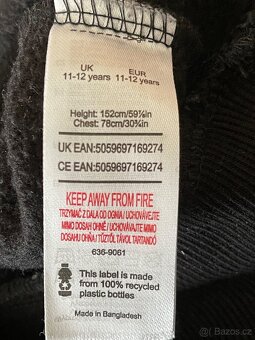 UK
EUR
11-12 years
11-12 years
Height: 152cm/59⅞in
Chest: 78cm/30¾in
UK EAN:5059697169274
CE EAN:5059697169274
KEEP AWAY FROM FIRE
TRZYMAĆ Z DALA OD OGNIA / UCHOVÁVEJTE
MIMO DOSAH OHNĚ / UCHOVÁVAJTE MIMO
DOSAHU OHŇA / TŰZTŐL TÁVOL TARTANDÓ
636-9061
This label is made
from 100% recycled
plastic bottles
Made in Bangladesh
Sbazar.cz